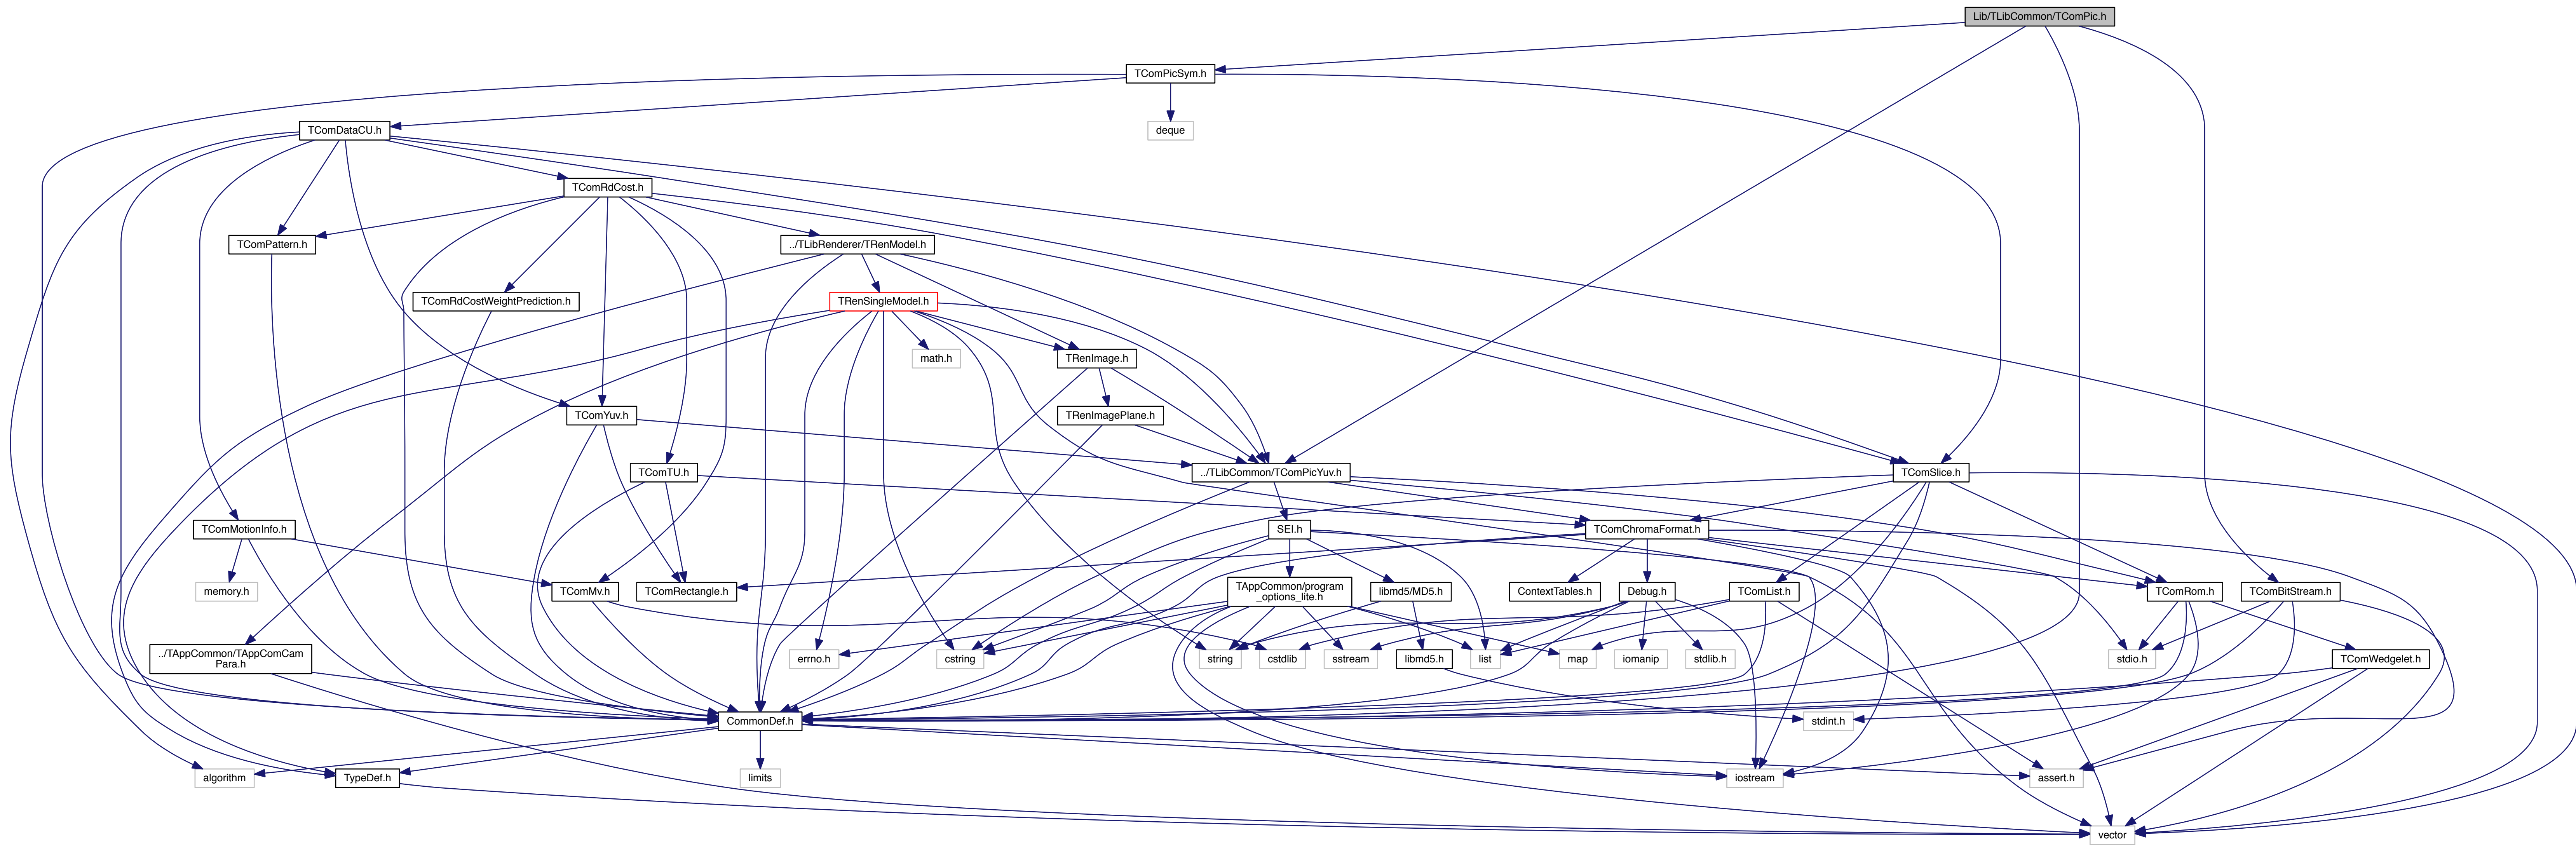 Lib/TLibCommon/TComPic.h
TComPicSym.h
TComDataCU.h
deque
TComRdCost.h
TComPattern.h
../TLibRenderer/TRenModel.h
TComRdCostWeightPrediction.h
TRenSingleModel.h
math.h
TRenImage.h
TComYuv.h
TRenImagePlane.h
TComTU.h
../TLibCommon/TComPicYuv.h
TComSlice.h
TComMotionInfo.h
SEI.h
TComChromaFormat.h
memory.h
TComMv.h
TComRectangle.h
TAppCommon/program
_options_lite.h
libmd5/MD5.h
ContextTables.h
Debug.h
TComList.h
TComRom.h
TComBitStream.h
../TAppCommon/TAppComCam
Para.h
errno.h
cstring
string
cstdlib
sstream
libmd5.h
list
map
iomanip
stdlib.h
stdio.h
TComWedgelet.h
CommonDef.h
stdint.h
algorithm
TypeDef.h
limits
iostream
assert.h
vector